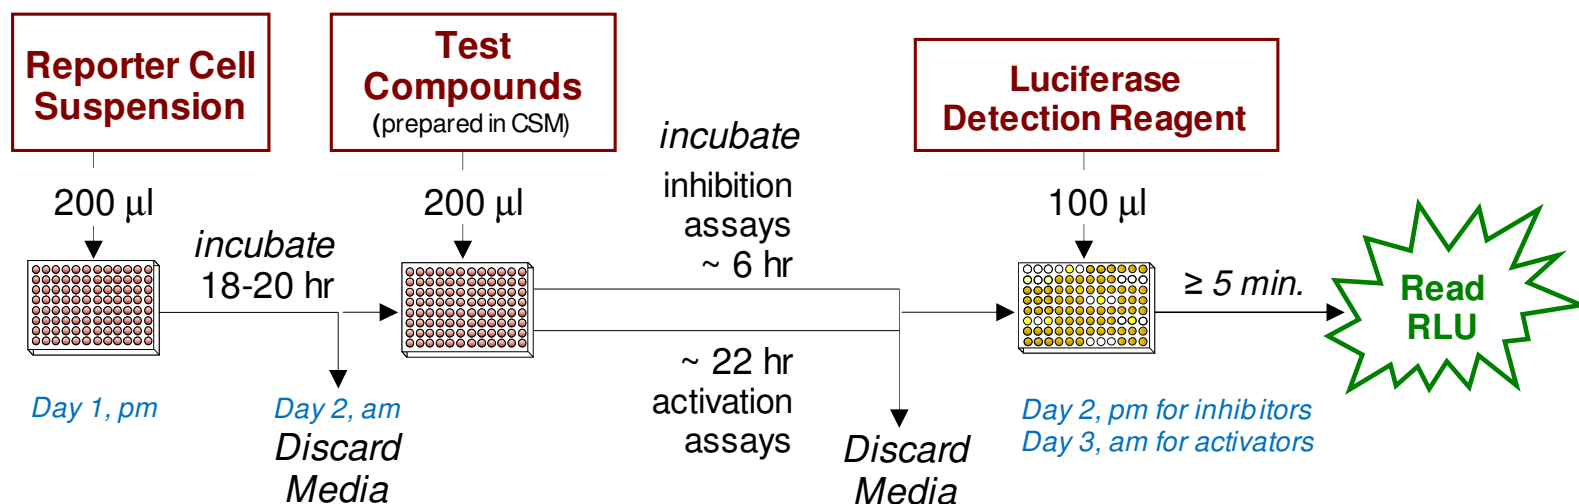 Reporter Cell
Suspension
200 µl
Day 1, pm
incubate
18-20 hr
Day 2, am
Discard
Media
Test
Compounds
(prepared in CSM)
200 µl
incubate
inhibition
assays
~ 6 hr
~ 22 hr
activation
assays
Discard
Media
Luciferase
Detection Reagent
100 µl
Day 2, pm for inhibitors
Day 3, am for activators
≥ 5 min.
Read
RLU